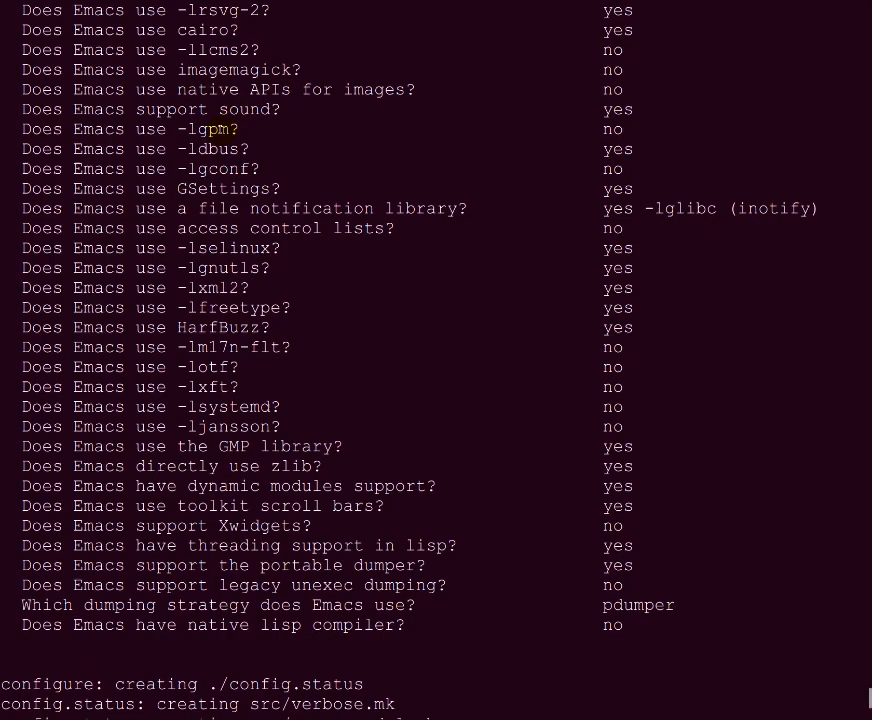 Does Emacs use -lrsvg-2? yes
Does Emacs use cairo? yes
Does Emacs use -llcms2? no
Does Emacs use imagemagick? no
Does Emacs use native APIs for images? no
Does Emacs support sound? yes
Does Emacs use -lgpm? no
Does Emacs use -ldbus? yes
Does Emacs use -lgconf? no
Does Emacs use GSettings? yes
Does Emacs use a file notification library? yes -lglibc (inotify)
Does Emacs use access control lists? no
Does Emacs use -lselinux? yes
Does Emacs use -lgnutls? yes
Does Emacs use -lxml2? yes
Does Emacs use -lfreetype? yes
Does Emacs use HarfBuzz? yes
Does Emacs use -lm17n-flt? no
Does Emacs use -lotf? no
Does Emacs use -lxft? no
Does Emacs use -lsystemd? no
Does Emacs use -ljansson? no
Does Emacs use the GMP library? yes
Does Emacs directly use zlib? yes
Does Emacs have dynamic modules support? yes
Does Emacs use toolkit scroll bars? yes
Does Emacs support Xwidgets? no
Does Emacs have threading support in lisp? yes
Does Emacs support the portable dumper? yes
Does Emacs support legacy unexec dumping? no
Which dumping strategy does Emacs use? pdumper
Does Emacs have native lisp compiler? no
configure: creating ./config.status
config.status: creating src/verbose.mk